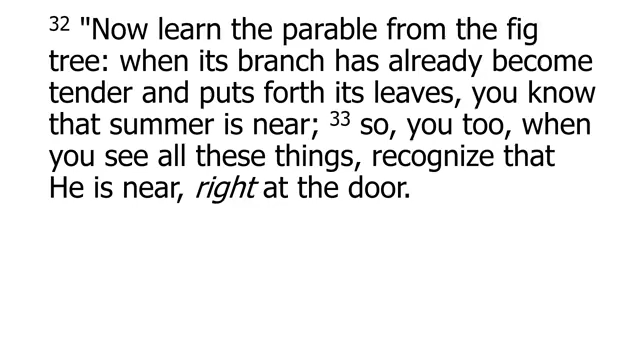 32 "Now learn the parable from the fig
tree: when its branch has already become
tender and puts forth its leaves, you know
that summer is near; 33 so, you too, when
you see all these things, recognize that
He is near, right at the door.